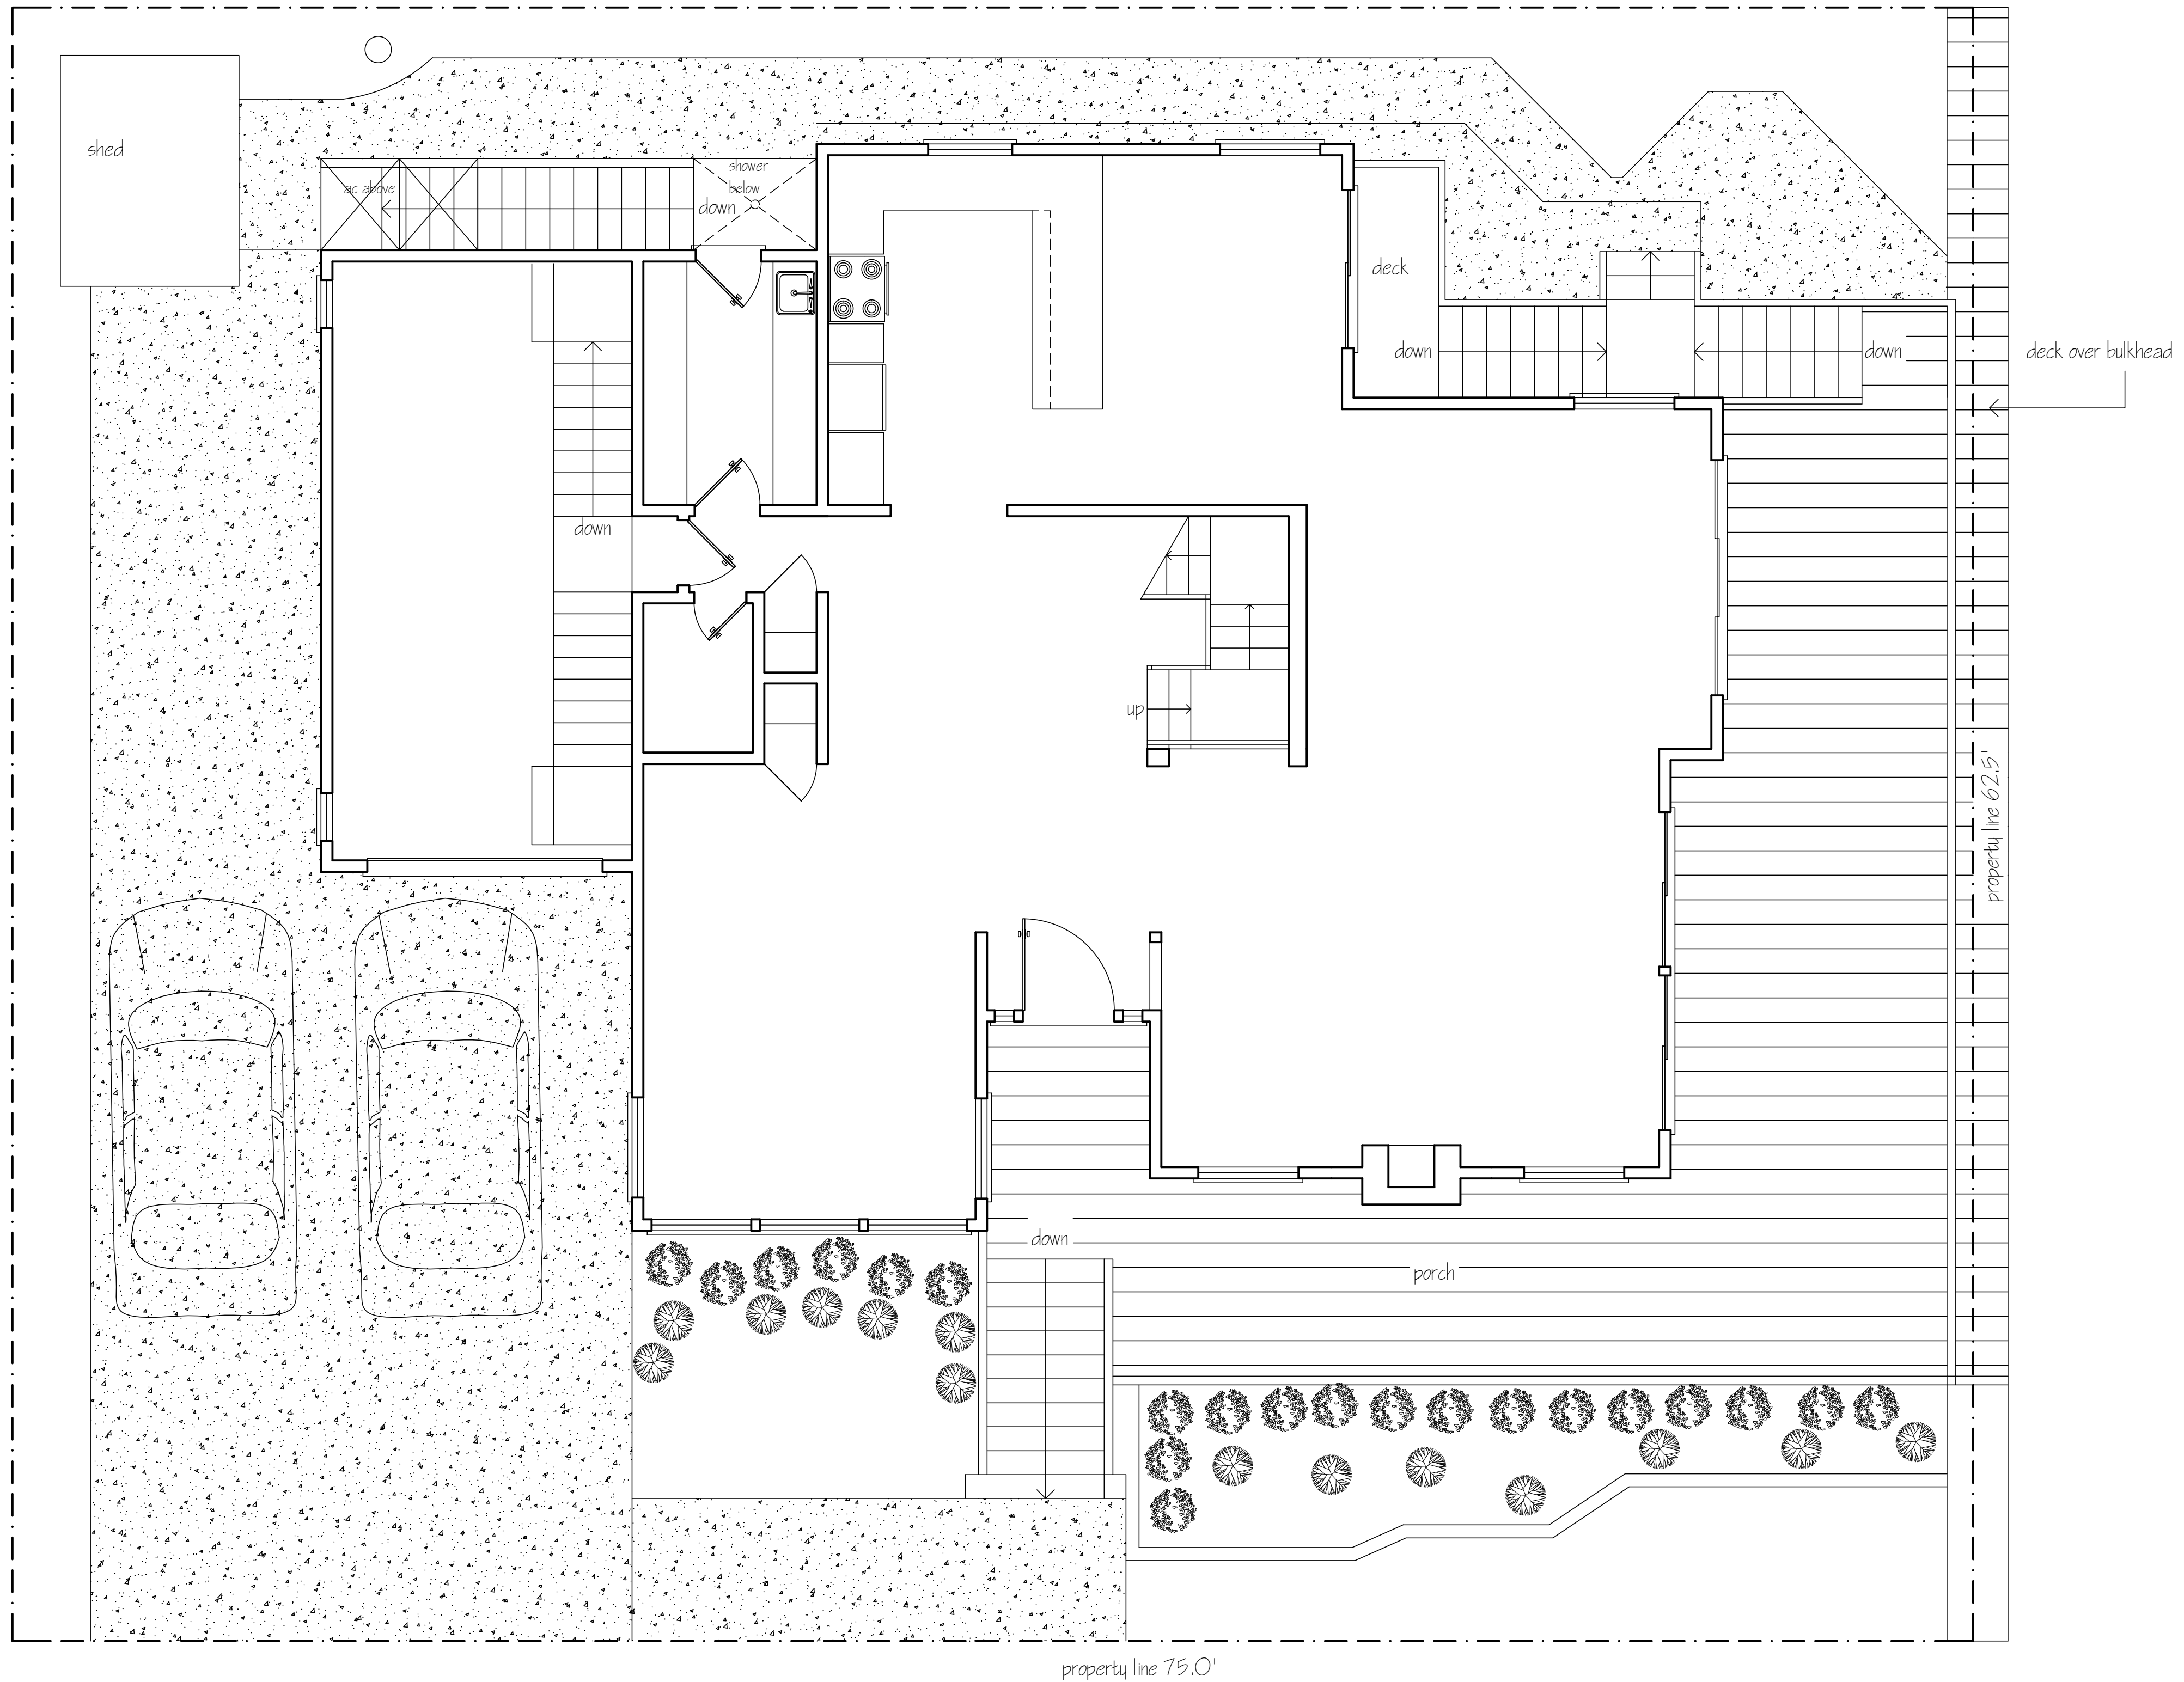 shed
ac above
shower
below
down
deck
down
down
deck over bulkhead
down
up
property line 62.5'
down
porch
property line 75.0'